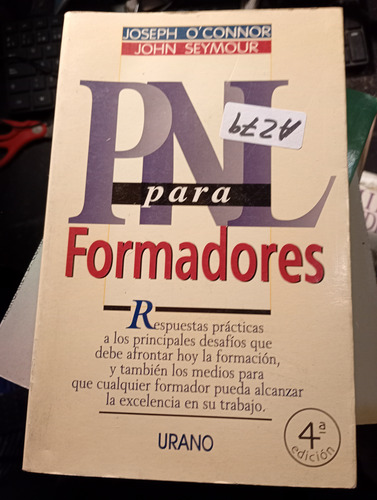 JOSEPH O'CONNOR
JOHN SEYMOUR
PNL
AZ79
para
Formadores
Respuestas prácticas
a los principales desafíos que
debe afrontar hoy la formación,
y también los medios para
que cualquier formador pueda alcanzar
la excelencia en su trabajo.
URANO
4ª
edición